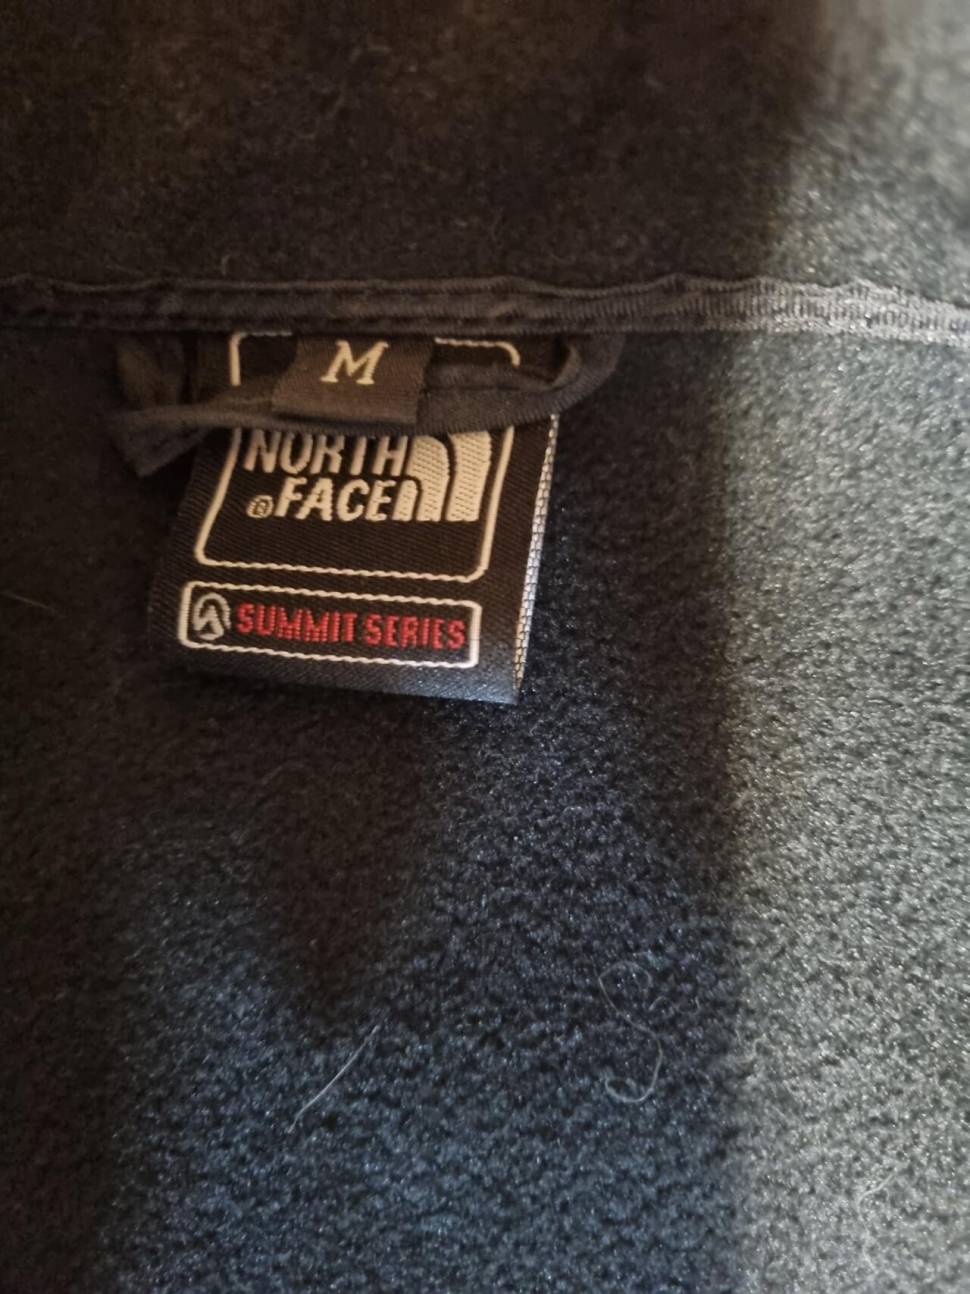 M
NORTH
® FACE
SUMMIT SERIES